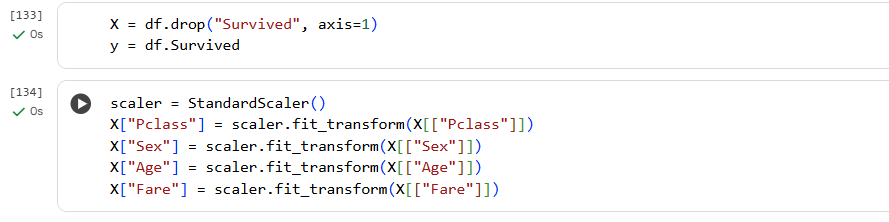 [133]
0s
X = df.drop("Survived", axis=1)
y = df.Survived
[134]
0s
scaler = StandardScaler()
X["Pclass"] = scaler.fit_transform(X[["Pclass"]])
X["Sex"] = scaler.fit_transform(X[["Sex"]])
X["Age"] = scaler.fit_transform(X[["Age"]])
X["Fare"] = scaler.fit_transform(X[["Fare"]])